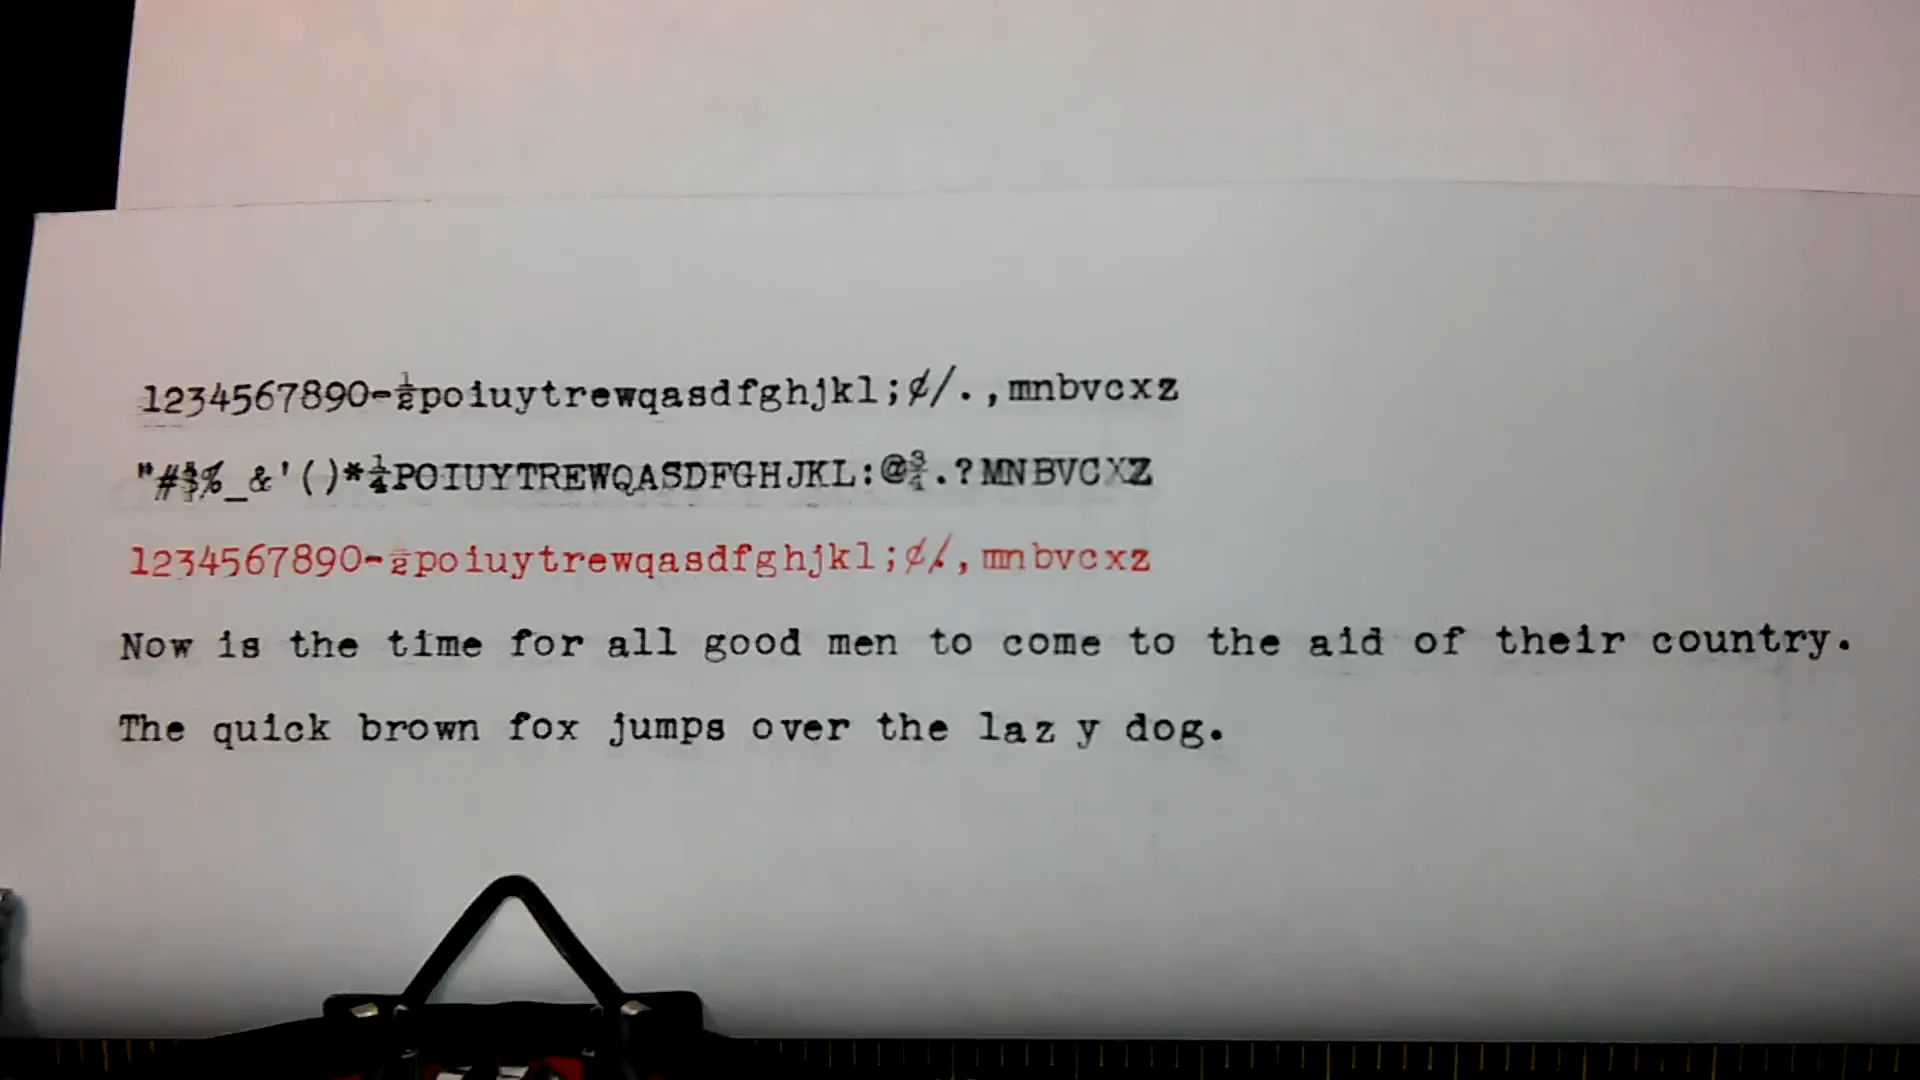 1234567890-½poiuytrewqasdfghjkl;¢/.,mnbvcxz
"#$%_&'()*¼POIUYTREWQASDFGHJKL:@¾.?MNBVCXZ
1234567890-½poiuytrewqasdfghjkl;¢/.,mnbvcxz
Now is the time for all good men to come to the aid of their country.
The quick brown fox jumps over the laz y dog.